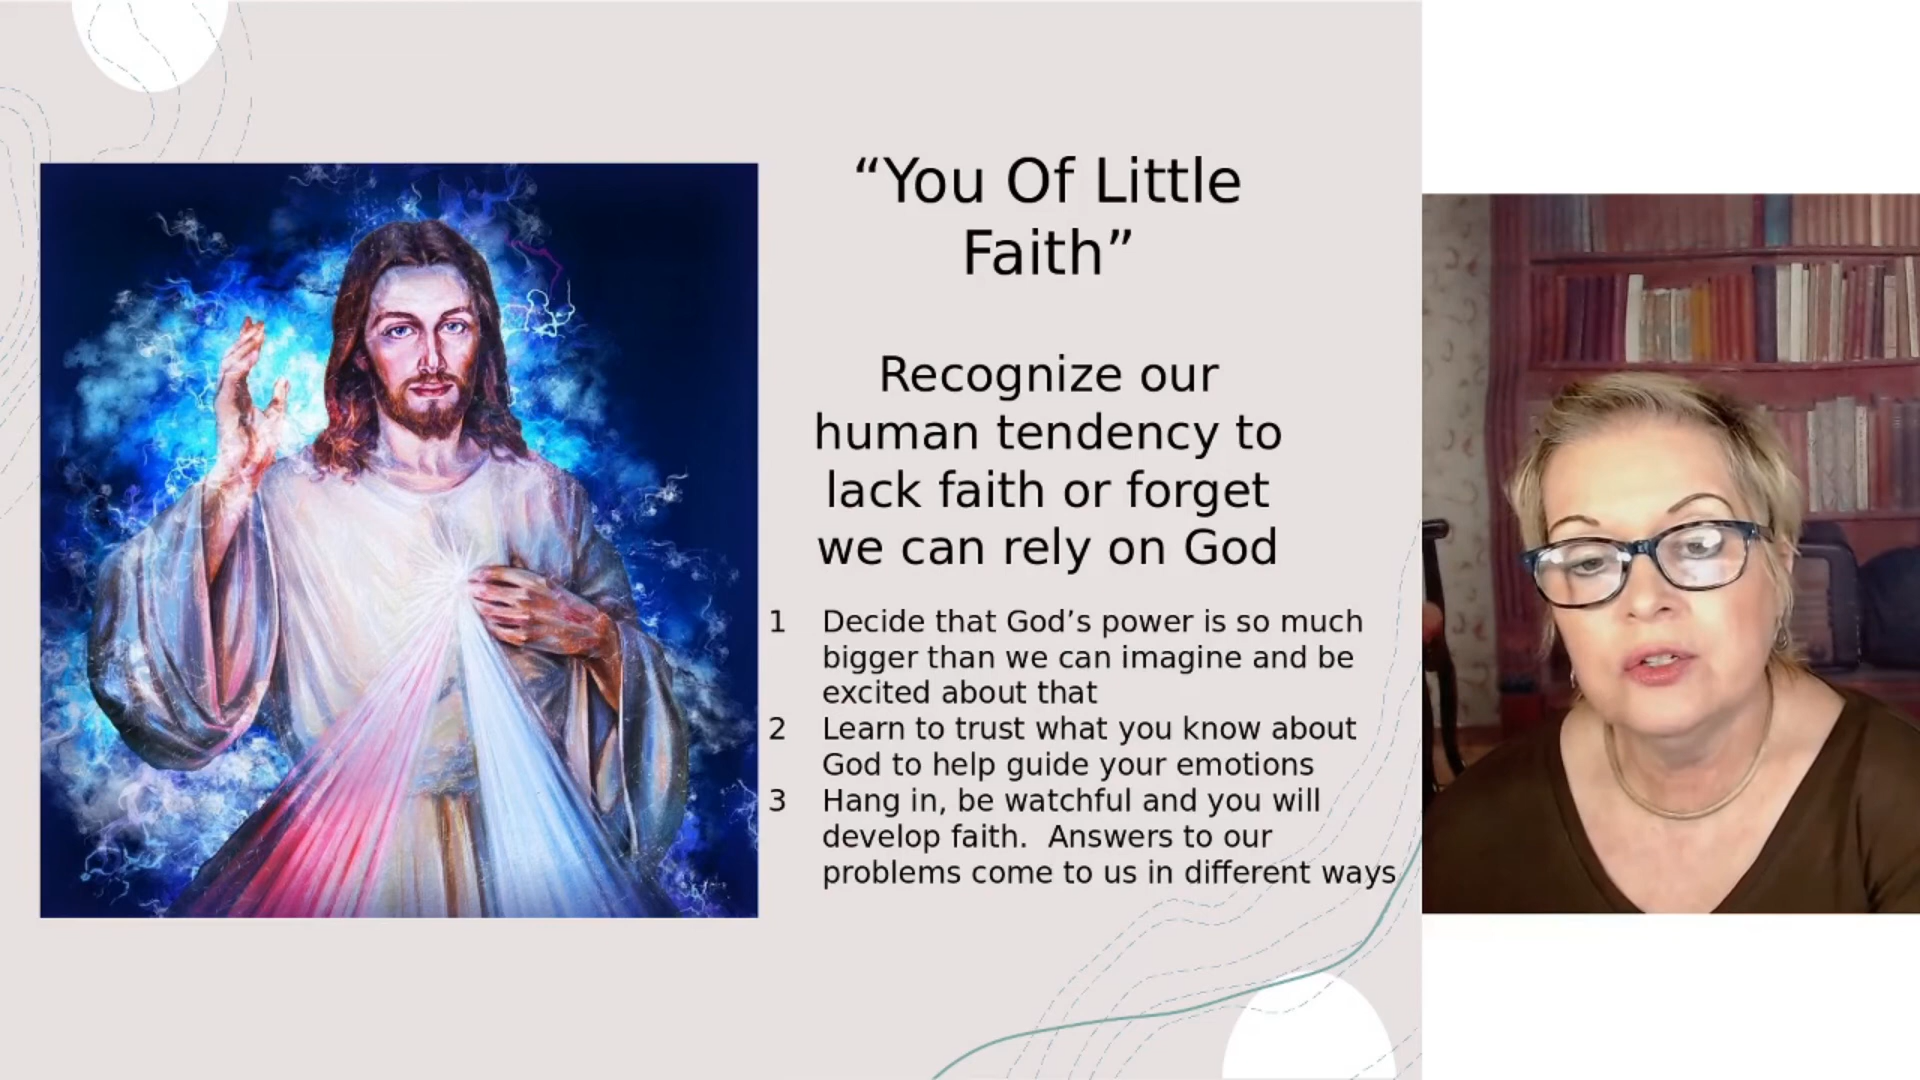 “You Of Little
Faith”
Recognize our
human tendency to
lack faith or forget
we can rely on God
1 Decide that God’s power is so much
bigger than we can imagine and be
excited about that
2 Learn to trust what you know about
God to help guide your emotions
3 Hang in, be watchful and you will
develop faith.  Answers to our
problems come to us in different ways